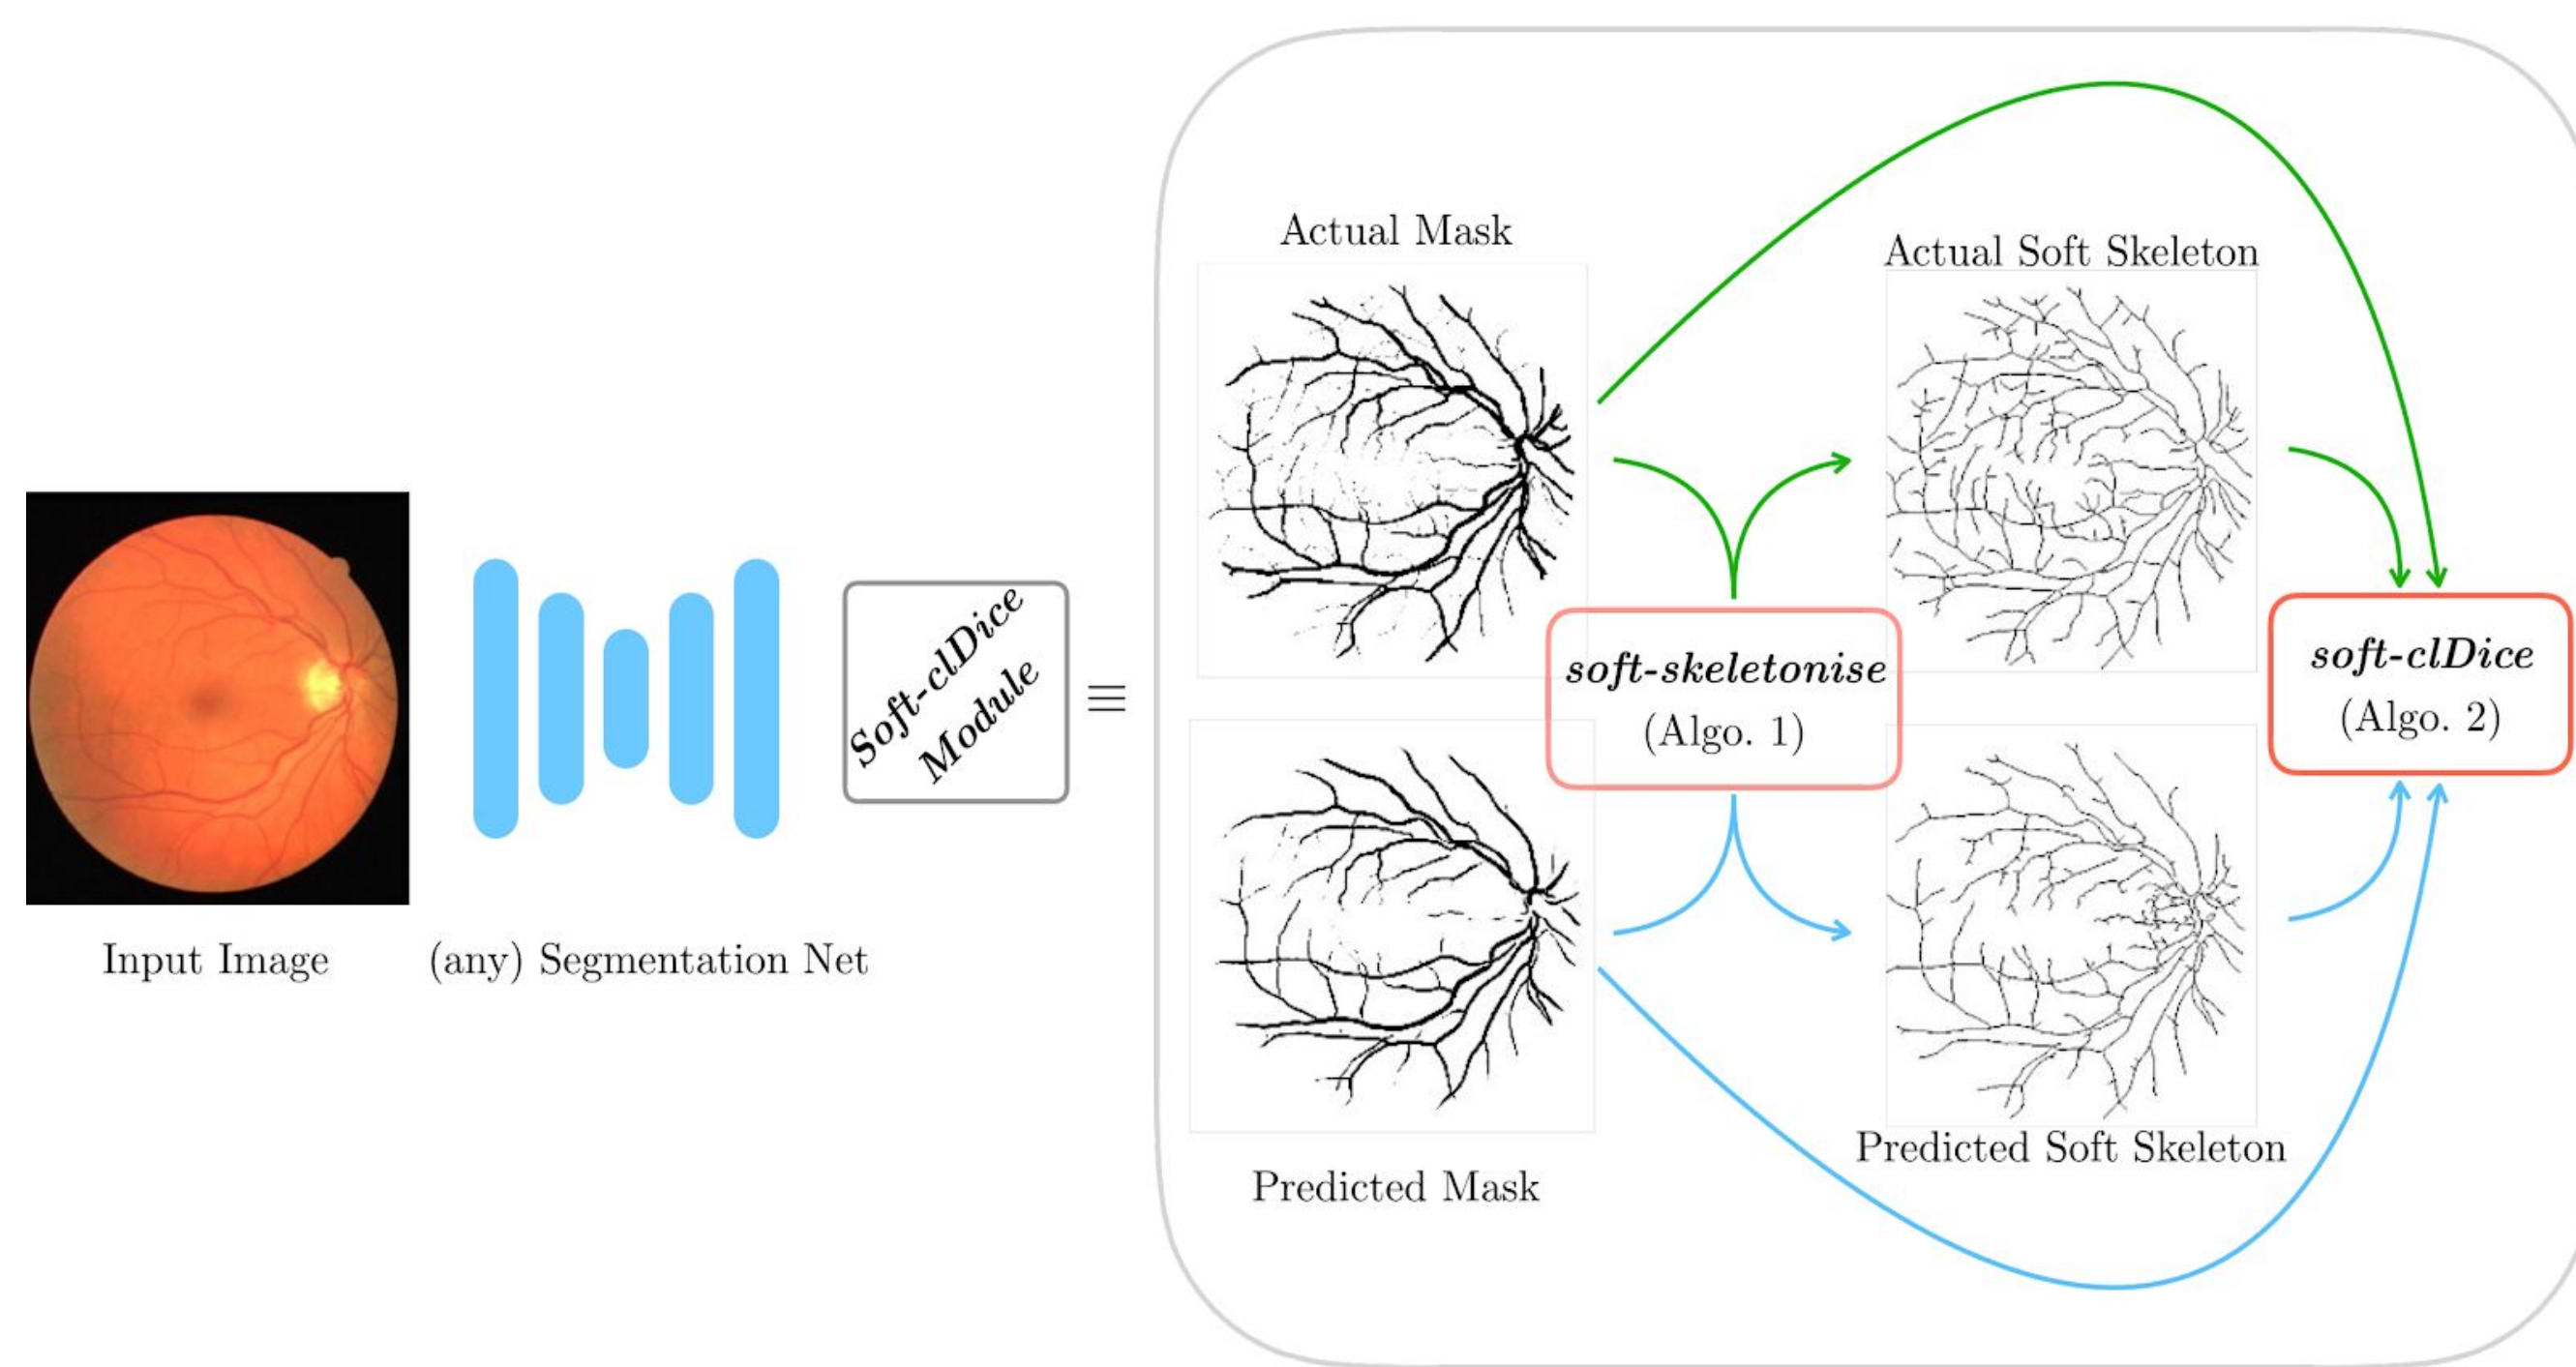 Input Image
(any) Segmentation Net
Soft-clDice
Module
≡
Actual Mask
Actual Soft Skeleton
soft-skeletonise
(Algo. 1)
soft-clDice
(Algo. 2)
Predicted Mask
Predicted Soft Skeleton